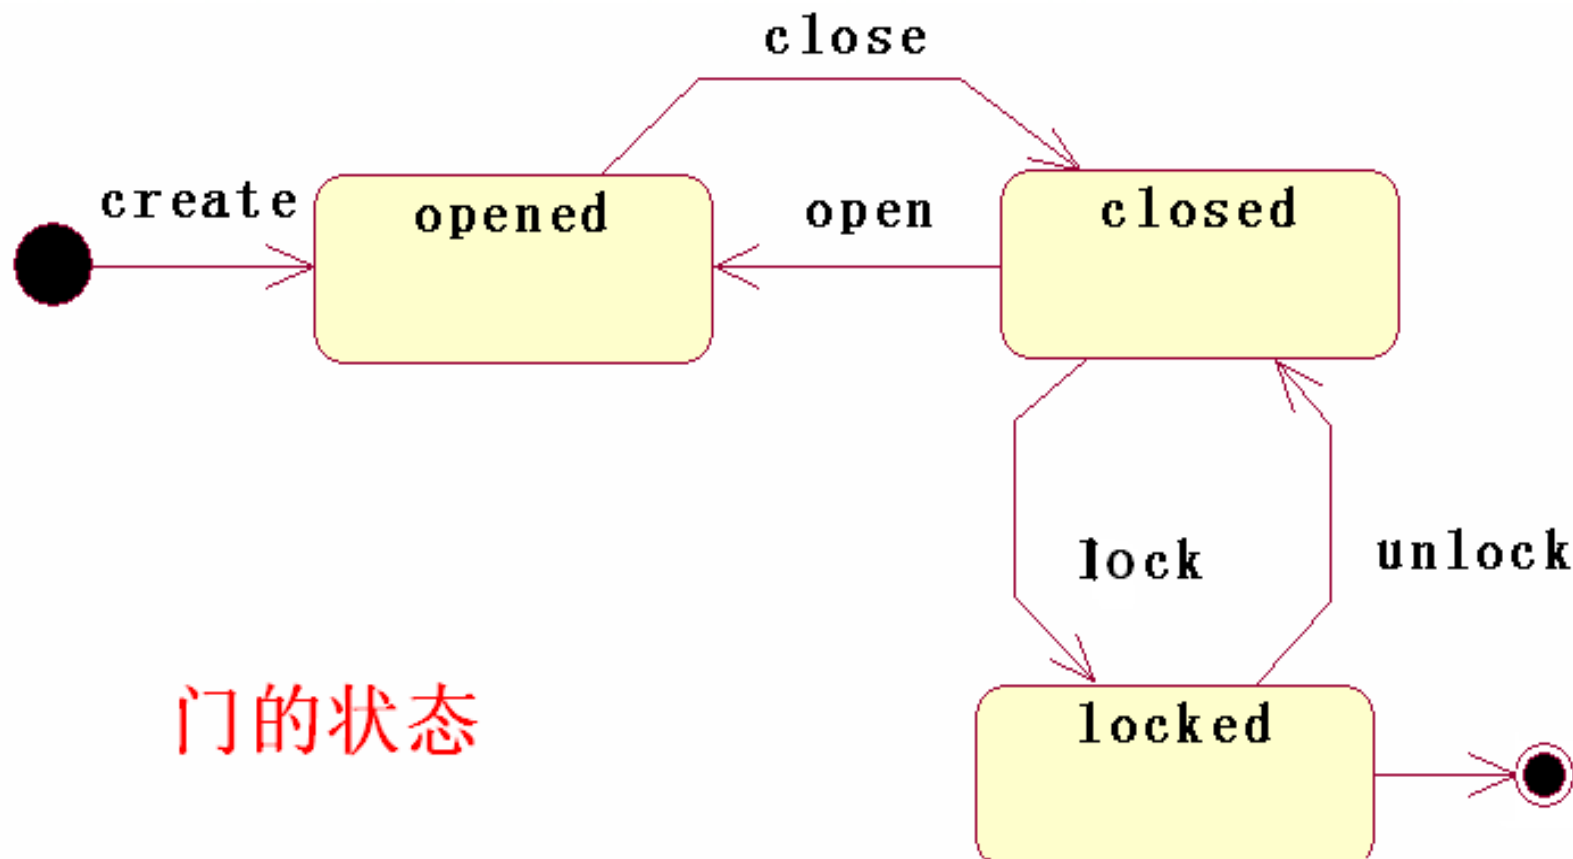 close
create
opened
open
closed
lock
unlock
门的状态
locked